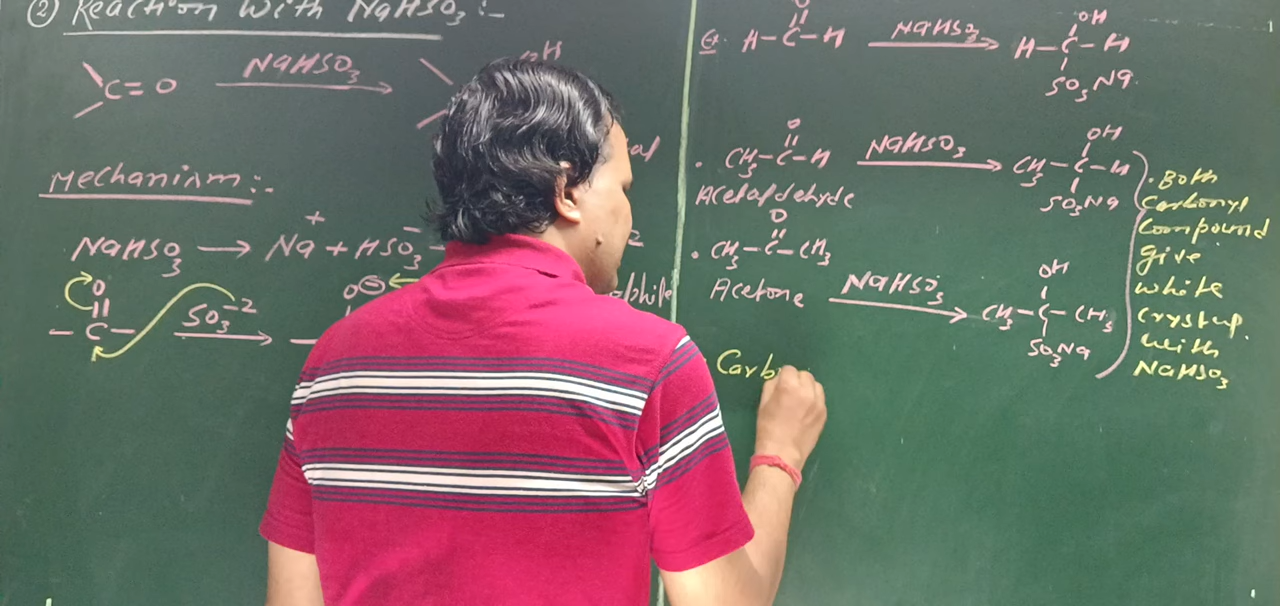 ② Reaction With NaHSO₃ :-
C=O NaHSO₃ OH
Mechanism:-
NaHSO₃ → Na⁺ + HSO₃⁻
O
-C- SO₃⁻² O⊖
Ex. H-C-H NaHSO₃ H-C-H
O OH
SO₃Na
O OH
CH₃-C-H NaHSO₃ CH₃-C-H
Acetaldehyde SO₃Na
O
CH₃-C-CH₃ OH
Acetone NaHSO₃ CH₃-C-CH₃
SO₃Na
. Both
Carbonyl
Compound
give
white
Crystal.
with
NaHSO₃
Carb